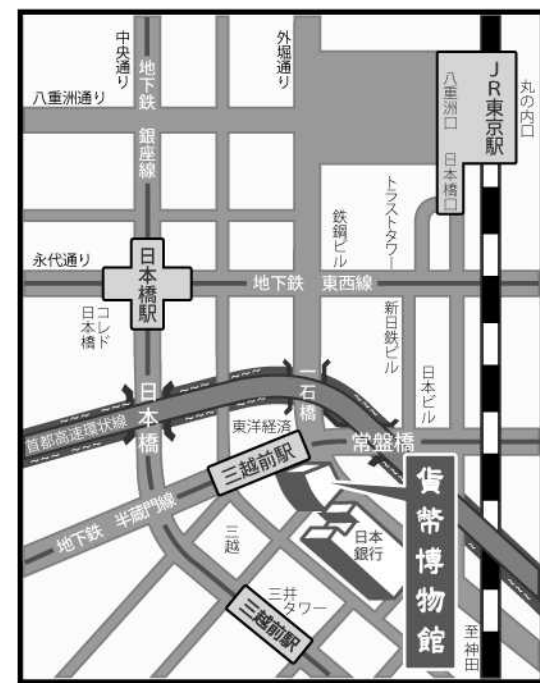 中央通り
外堀通り
地下鉄 銀座線
八重洲通り
JR東京駅
八重洲口
日本橋口
丸の内口
トラストタワー
鉄鋼ビル
永代通り
日本橋駅
地下鉄 東西線
コレド日本橋
新日鉄ビル
日本ビル
日本橋
一石橋
首都高速環状線
東洋経済
常盤橋
三越前駅
地下鉄 半蔵門線
貨幣博物館
三越
日本銀行
三井タワー
三越前駅
至神田